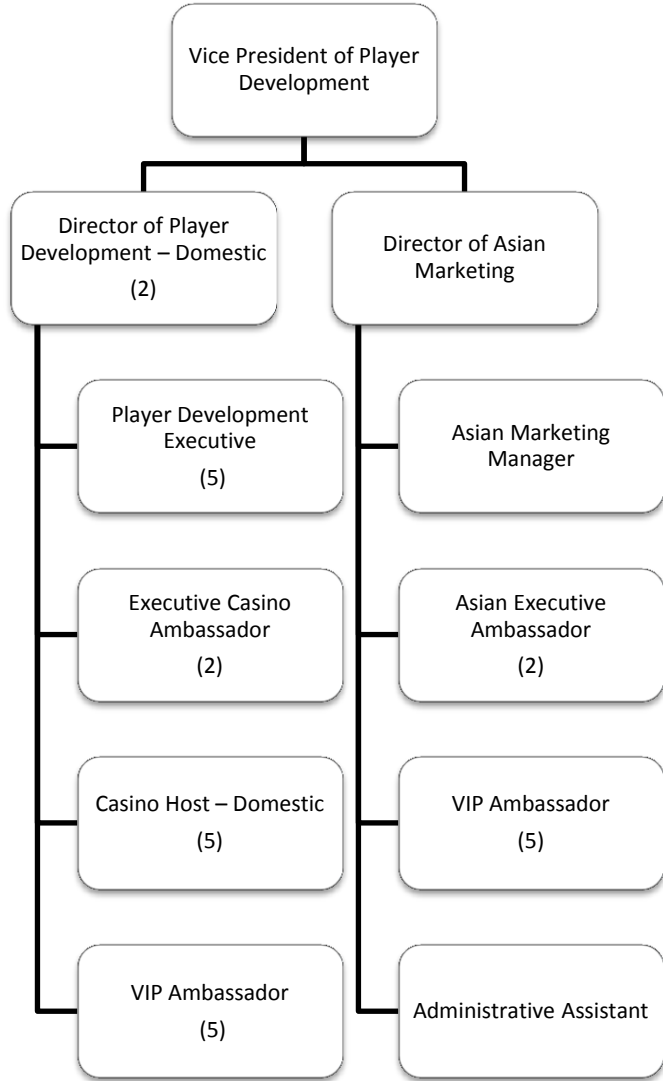 Vice President of Player
Development
Director of Player
Development – Domestic
(2)
Director of Asian
Marketing
Player Development
Executive
(5)
Asian Marketing
Manager
Executive Casino
Ambassador
(2)
Asian Executive
Ambassador
(2)
Casino Host – Domestic
(5)
VIP Ambassador
(5)
VIP Ambassador
(5)
Administrative Assistant